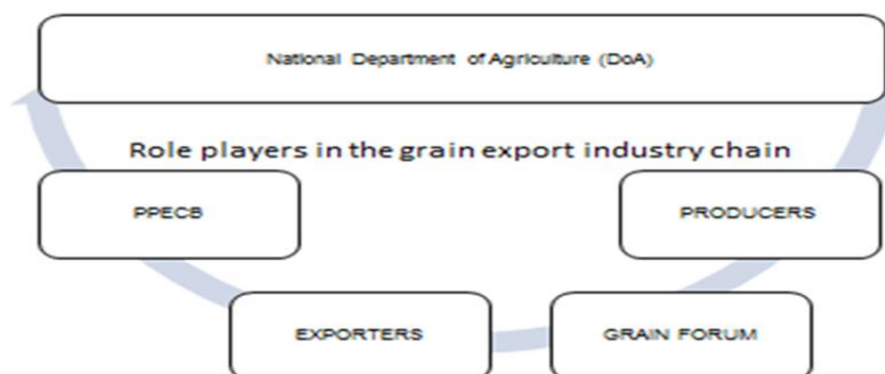 National Department of Agriculture (DoA)
Role players in the grain export industry chain
PPECB
PRODUCERS
EXPORTERS
GRAIN FORUM